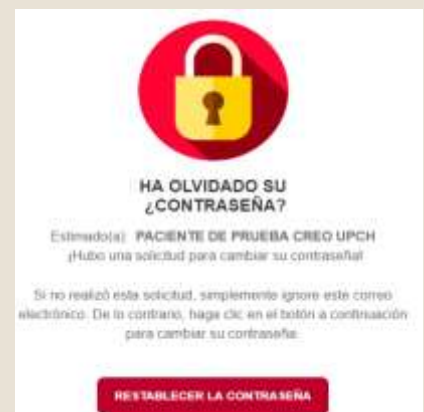 HA OLVIDADO SU
¿CONTRASEÑA?
Estimado(a): PACIENTE DE PRUEBA CREO UPCH
¡Hubo una solicitud para cambiar su contraseña!
Si no realizó esta solicitud, simplemente ignore este correo
electrónico. De lo contrario, haga clic en el botón a continuación
para cambiar su contraseña:
RESTABLECER LA CONTRASEÑA